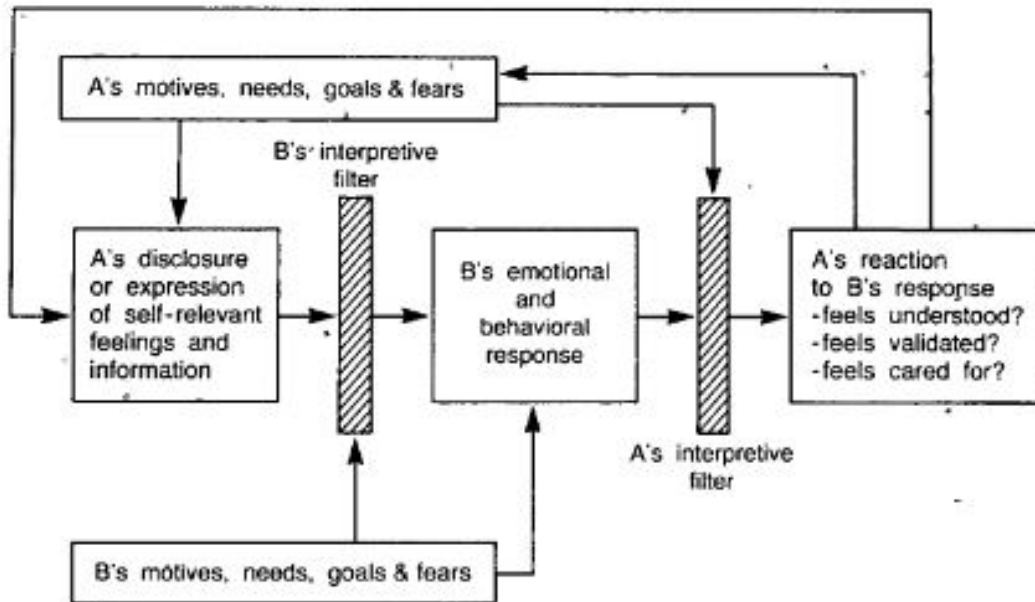 A's motives, needs, goals & fears
B's interpretive
filter
A's disclosure
or expression
of self-relevant
feelings and
information
B's emotional
and
behavioral
response
A's reaction
to B's response
-feels understood?
-feels validated?
-feels cared for?
A's interpretive
filter
B's motives, needs, goals & fears